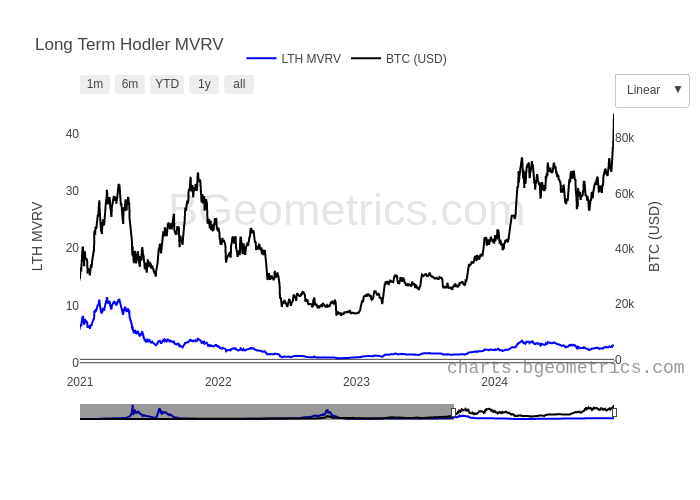 Long Term Hodler MVRV
LTH MVRV BTC (USD)
1m 6m YTD 1y all
Linear ▼
40
30
20
10
0
LTH MVRV
80k
60k
40k
20k
0
BTC (USD)
BGeometrics.com
charts.bgeometrics.com
2021 2022 2023 2024